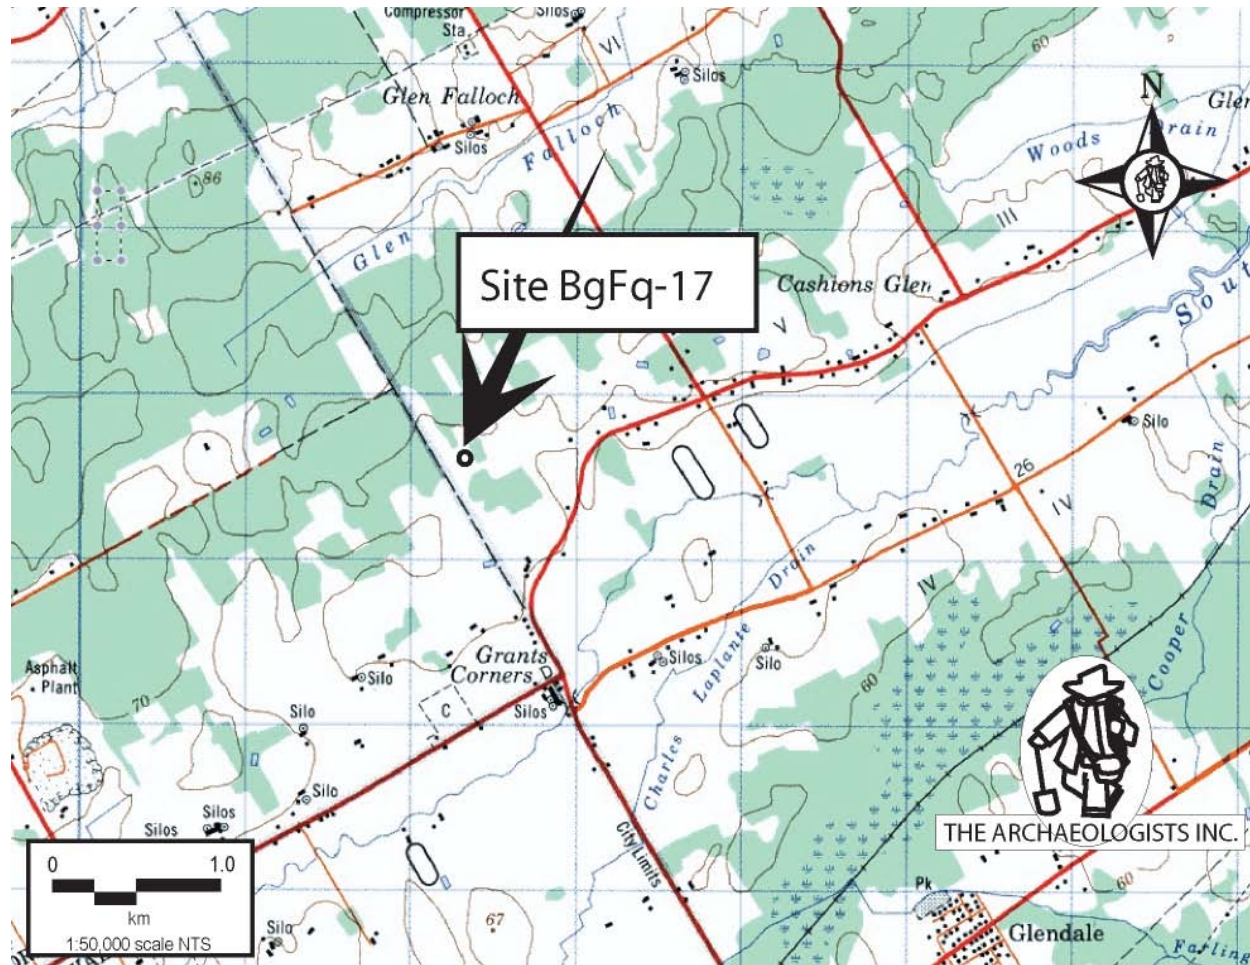 Compressor
Sta
Silos
VI
Silos
Glen Falloch
Silos
Falloch
Glen
86
60
N
Woods
Drain
III
Site BgFq-17
Cashions Glen
V
Sout
Silo
26
IV
Drain
IV
Drain
Laplante
Charles
Cooper
Grants
Corners
D
Silos
Silos
Silo
60
Asphalt
Plant
70
Silo
C
Silo
Silo
Silos
Silos
City Limits
THE ARCHAEOLOGISTS INC.
0
1.0
km
1:50,000 scale NTS
Silo
67
Pk
60
Glendale
Farling